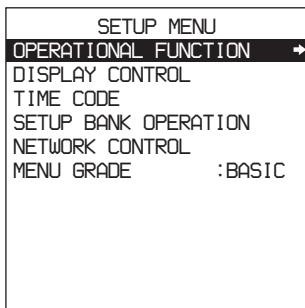 SETUP MENU
OPERATIONAL FUNCTION ➔
DISPLAY CONTROL
TIME CODE
SETUP BANK OPERATION
NETWORK CONTROL
MENU GRADE :BASIC